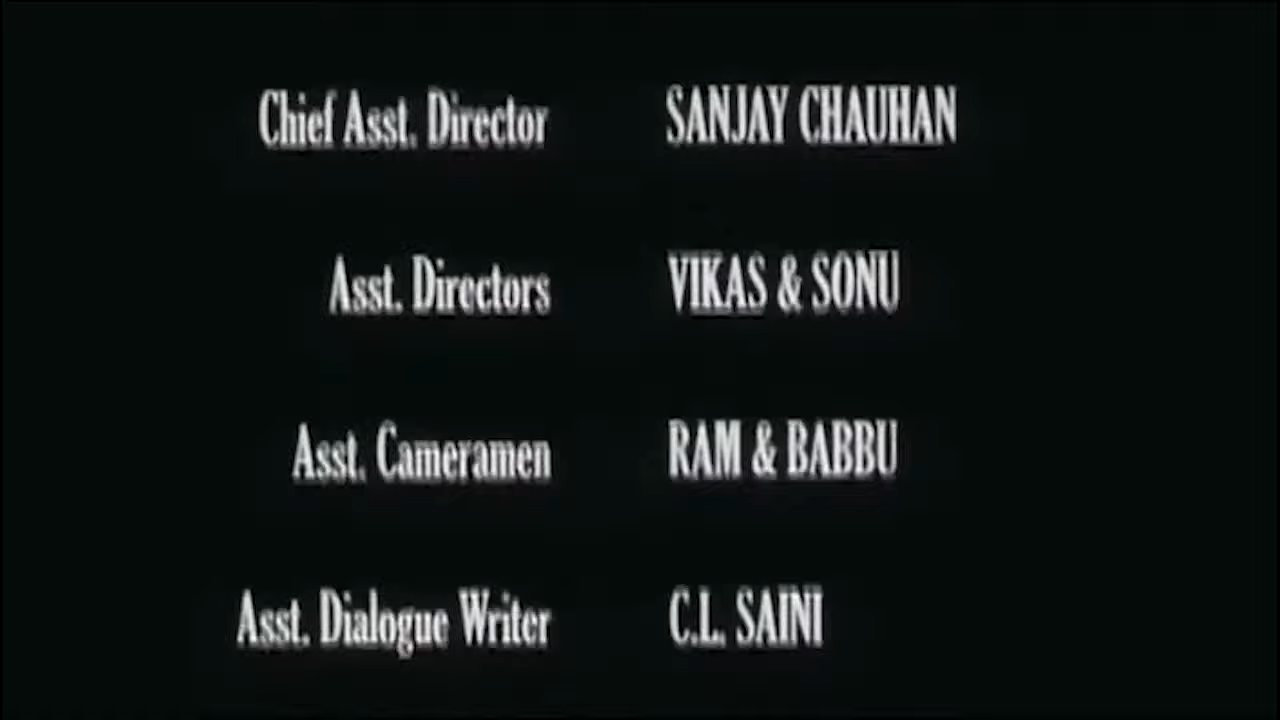 Chief Asst. Director SANJAY CHAUHAN
Asst. Directors VIKAS & SONU
Asst. Cameramen RAM & BABBU
Asst. Dialogue Writer C.L. SAINI